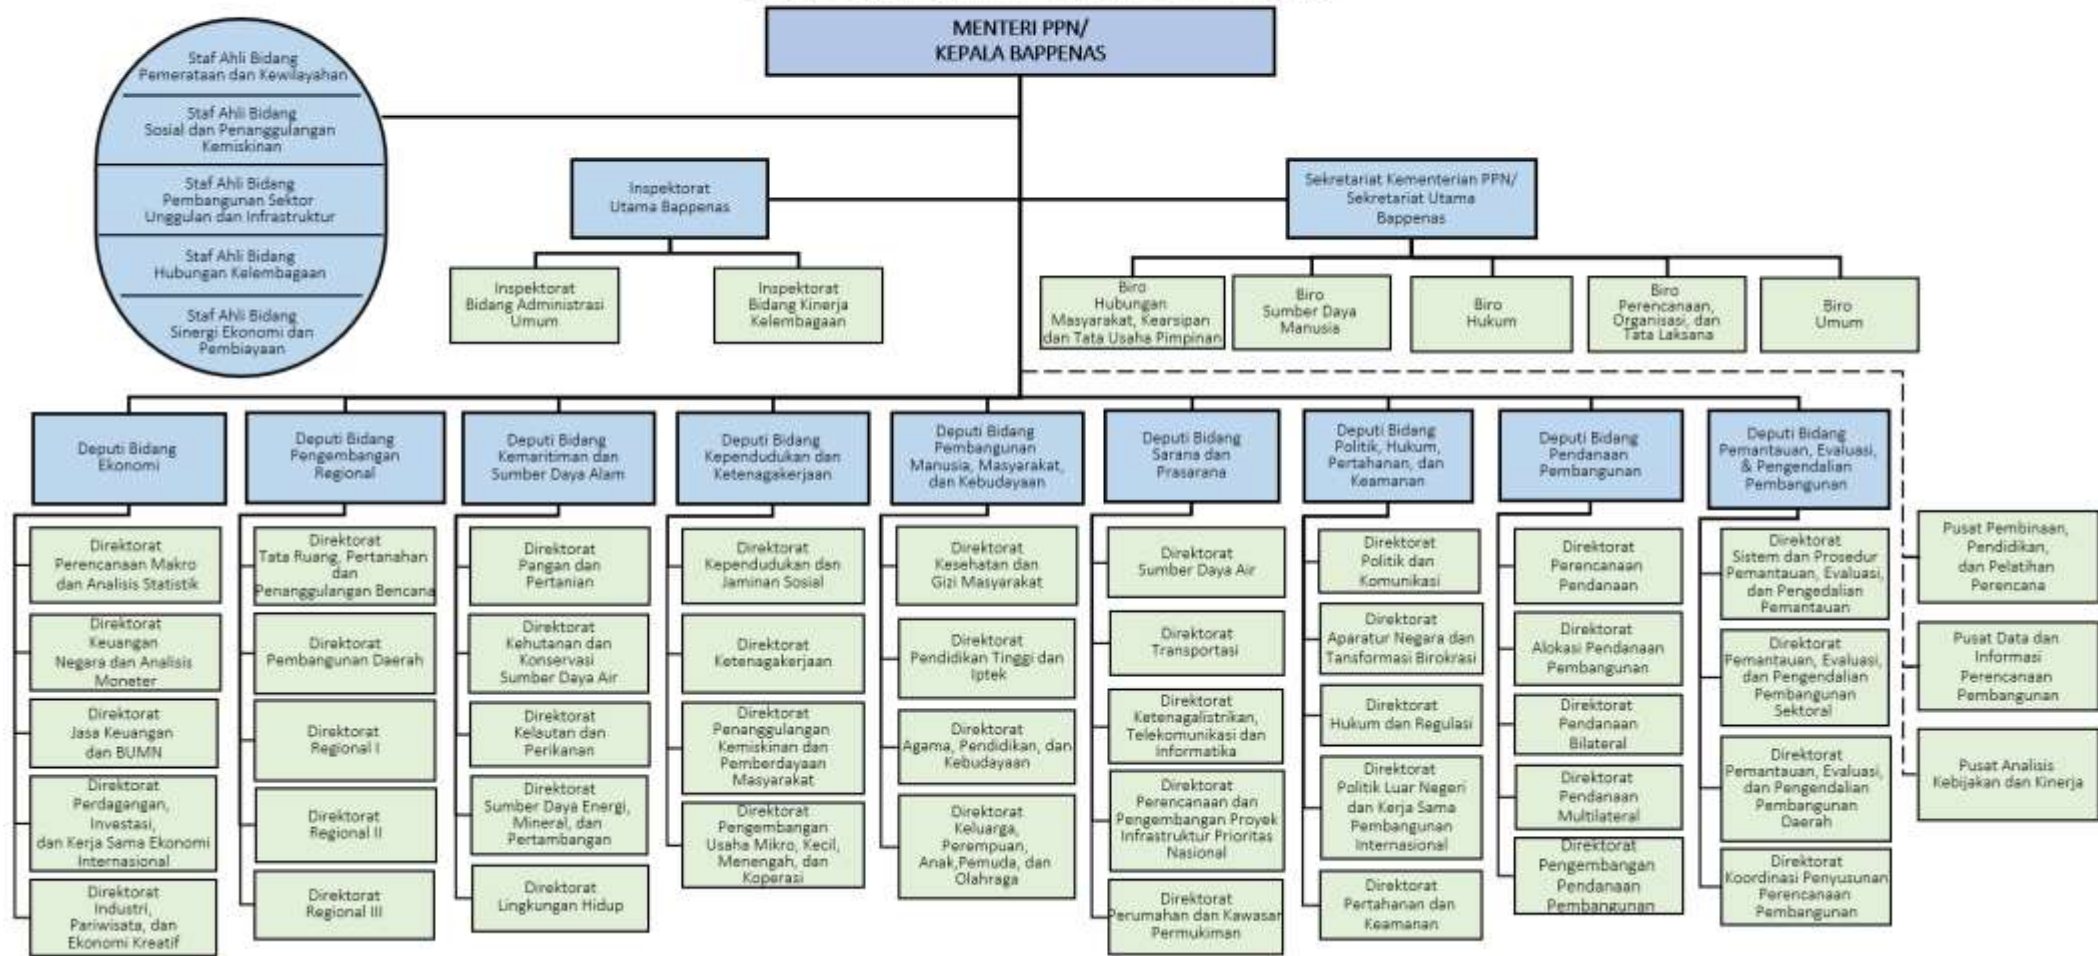 MENTERI PPN/
KEPALA BAPPENAS
Staf Ahli Bidang
Pemerataan dan Kewilayahan
Staf Ahli Bidang
Sosial dan Penanggulangan
Kemiskinan
Staf Ahli Bidang
Pembangunan Sektor
Unggulan dan Infrastruktur
Staf Ahli Bidang
Hubungan Kelembagaan
Staf Ahli Bidang
Sinergi Ekonomi dan
Pembiayaan
Inspektorat
Utama Bappenas
Sekretariat Kementerian PPN/
Sekretariat Utama
Bappenas
Inspektorat
Bidang Administrasi
Umum
Inspektorat
Bidang Kinerja
Kelembagaan
Biro
Hubungan
Masyarakat, Kearsipan
dan Tata Usaha Pimpinan
Biro
Sumber Daya
Manusia
Biro
Hukum
Biro
Perencanaan,
Organisasi, dan
Tata Laksana
Biro
Umum
Deputi Bidang
Ekonomi
Direktorat
Perencanaan Makro
dan Analisis Statistik
Direktorat
Keuangan
Negara dan Analisis
Moneter
Direktorat
Jasa Keuangan
dan BUMN
Direktorat
Perdagangan,
Investasi,
dan Kerja Sama Ekonomi
Internasional
Direktorat
Industri,
Pariwisata, dan
Ekonomi Kreatif
Deputi Bidang
Pengembangan
Regional
Direktorat
Tata Ruang, Pertanahan
dan
Penanggulangan Bencana
Direktorat
Pembangunan Daerah
Direktorat
Regional I
Direktorat
Regional II
Direktorat
Regional III
Deputi Bidang
Kemaritiman dan
Sumber Daya Alam
Direktorat
Pangan dan
Pertanian
Direktorat
Kehutanan dan
Konservasi
Sumber Daya Air
Direktorat
Kelautan dan
Perikanan
Direktorat
Sumber Daya Energi,
Mineral, dan
Pertambangan
Direktorat
Lingkungan Hidup
Deputi Bidang
Kependudukan dan
Ketenagakerjaan
Direktorat
Kependudukan dan
Jaminan Sosial
Direktorat
Ketenagakerjaan
Direktorat
Penanggulangan
Kemiskinan dan
Pemberdayaan
Masyarakat
Direktorat
Pengembangan
Usaha Mikro, Kecil,
Menengah, dan
Koperasi
Deputi Bidang
Pembangunan
Manusia, Masyarakat,
dan Kebudayaan
Direktorat
Kesehatan dan
Gizi Masyarakat
Direktorat
Pendidikan Tinggi dan
Iptek
Direktorat
Agama, Pendidikan, dan
Kebudayaan
Direktorat
Keluarga,
Perempuan,
Anak,Pemuda, dan
Olahraga
Deputi Bidang
Sarana dan
Prasarana
Direktorat
Sumber Daya Air
Direktorat
Transportasi
Direktorat
Ketenagalistrikan,
Telekomunikasi dan
Informatika
Direktorat
Perencanaan dan
Pengembangan Proyek
Infrastruktur Prioritas
Nasional
Direktorat
Perumahan dan Kawasan
Permukiman
Deputi Bidang
Politik, Hukum,
Pertahanan, dan
Keamanan
Direktorat
Politik dan
Komunikasi
Direktorat
Aparatur Negara dan
Tansformasi Birokrasi
Direktorat
Hukum dan Regulasi
Direktorat
Politik Luar Negeri
dan Kerja Sama
Pembangunan
Internasional
Direktorat
Pertahanan dan
Keamanan
Deputi Bidang
Pendanaan
Pembangunan
Direktorat
Perencanaan
Pendanaan
Direktorat
Alokasi Pendanaan
Pembangunan
Direktorat
Pendanaan
Bilateral
Direktorat
Pendanaan
Multilateral
Direktorat
Pengembangan
Pendanaan
Pembangunan
Deputi Bidang
Pemantauan, Evaluasi,
& Pengendalian
Pembangunan
Direktorat
Sistem dan Prosedur
Pemantauan, Evaluasi,
dan Pengedalian
Pemantauan
Direktorat
Pemantauan, Evaluasi,
dan Pengendalian
Pembangunan
Sektoral
Direktorat
Pemantauan, Evaluasi,
dan Pengendalian
Pembangunan
Daerah
Direktorat
Koordinasi Penyusunan
Perencanaan
Pembangunan
Pusat Pembinaan,
Pendidikan,
dan Pelatihan
Perencana
Pusat Data dan
Informasi
Perencanaan
Pembangunan
Pusat Analisis
Kebijakan dan Kinerja